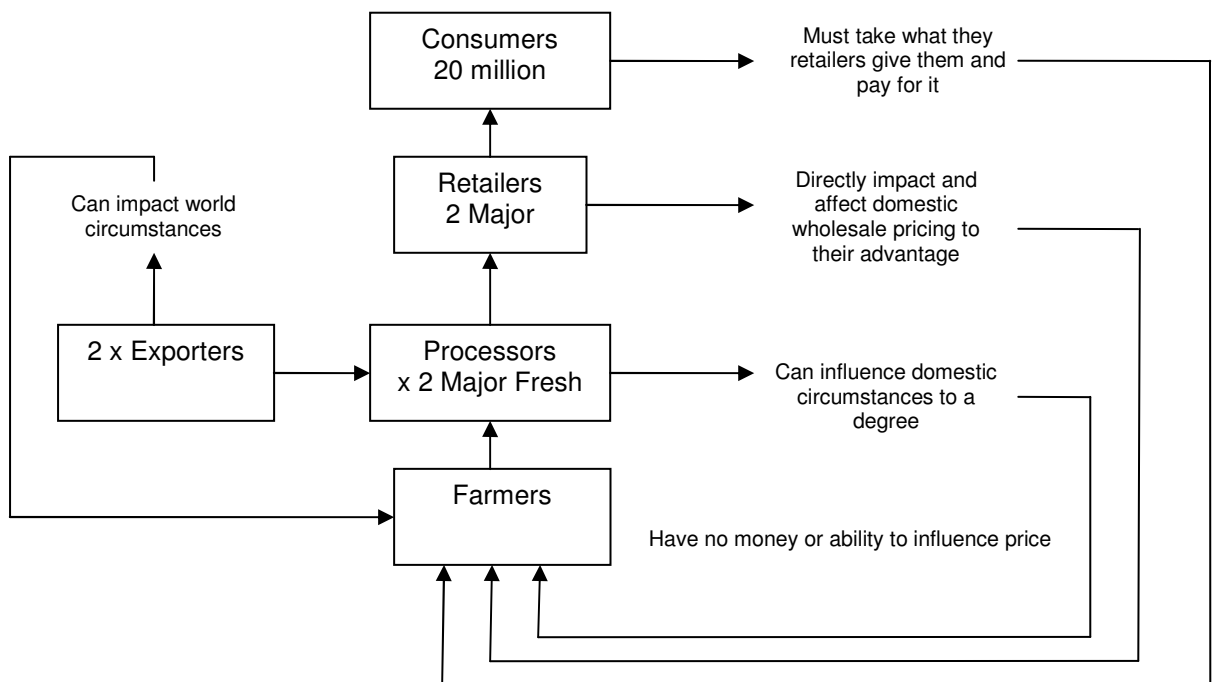 Consumers
20 million
Must take what they
retailers give them and
pay for it
Retailers
2 Major
Directly impact and
affect domestic
wholesale pricing to
their advantage
Can impact world
circumstances
2 x Exporters
Processors
x 2 Major Fresh
Can influence domestic
circumstances to a
degree
Farmers
Have no money or ability to influence price